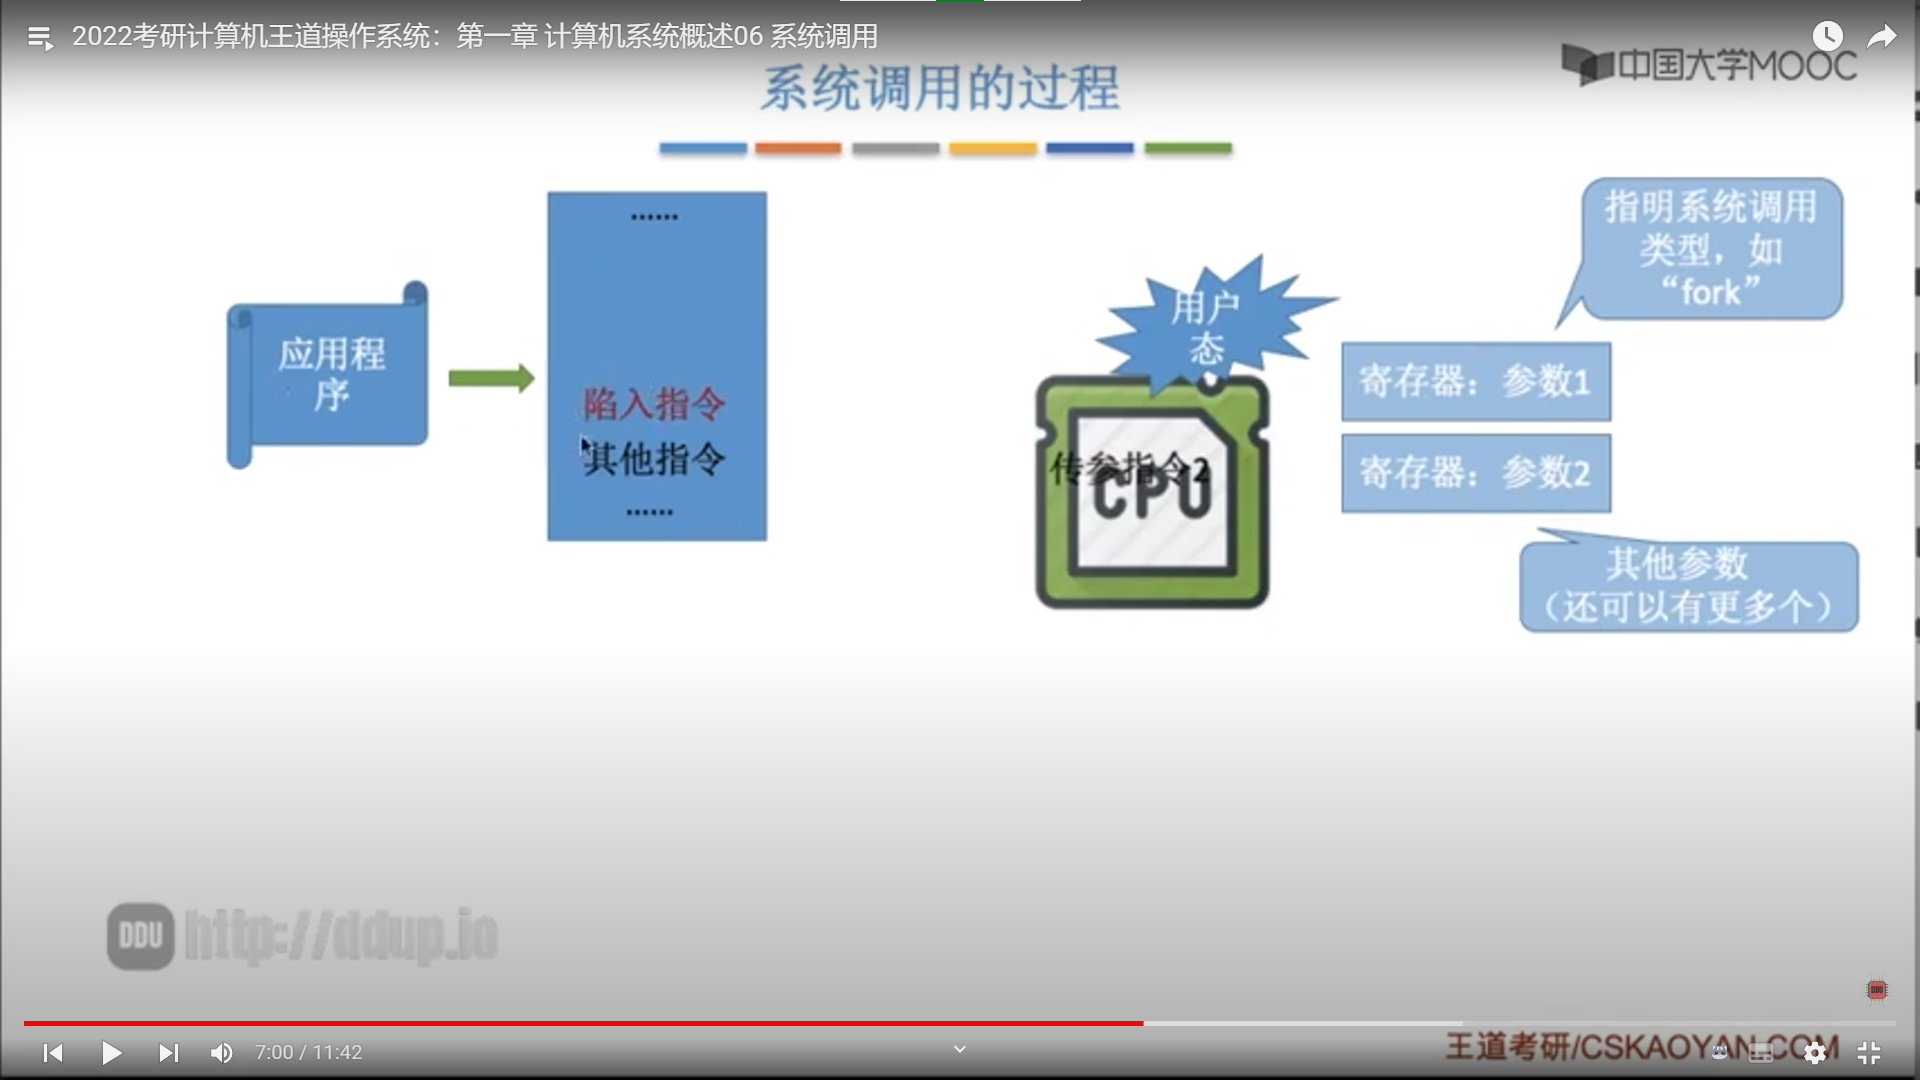 2022考研计算机王道操作系统：第一章 计算机系统概述06 系统调用
中国大学MOOC
系统调用的过程
应用程
序
······
陷入指令
其他指令
······
用户
态
传参指令2
CPU
指明系统调用
类型，如
“fork”
寄存器：参数1
寄存器：参数2
其他参数
（还可以有更多个）
DDU http://ddup.io
DDU
7:00 / 11:42
王道考研/CSKAOYAN.COM